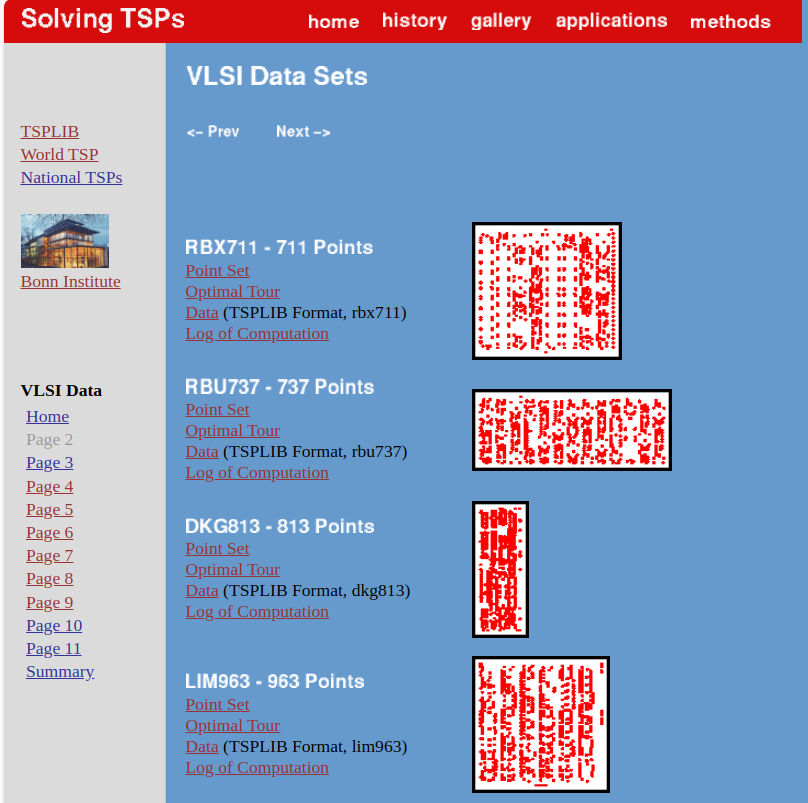 Solving TSPs
home history gallery applications methods
VLSI Data Sets
<- Prev Next ->
TSPLIB
World TSP
National TSPs
Bonn Institute
VLSI Data
Home
Page 2
Page 3
Page 4
Page 5
Page 6
Page 7
Page 8
Page 9
Page 10
Page 11
Summary
RBX711 - 711 Points
Point Set
Optimal Tour
Data (TSPLIB Format, rbx711)
Log of Computation
RBU737 - 737 Points
Point Set
Optimal Tour
Data (TSPLIB Format, rbu737)
Log of Computation
DKG813 - 813 Points
Point Set
Optimal Tour
Data (TSPLIB Format, dkg813)
Log of Computation
LIM963 - 963 Points
Point Set
Optimal Tour
Data (TSPLIB Format, lim963)
Log of Computation